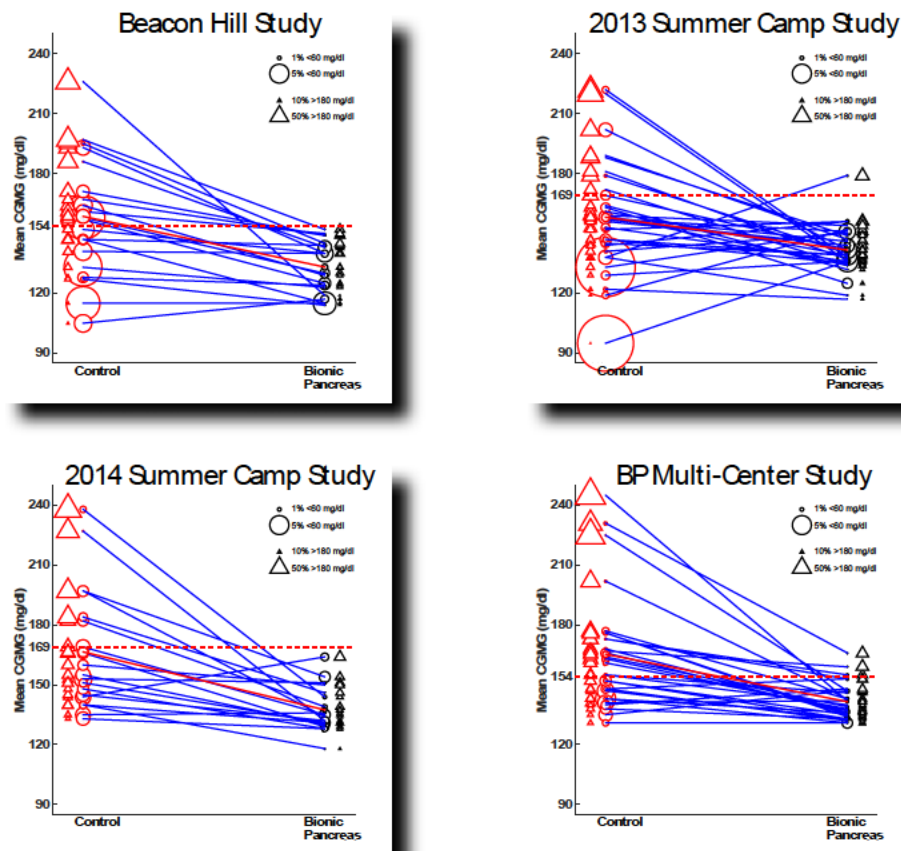 Beacon Hill Study
240
210
180
154
120
90
Mean CGMG (mg/dl)
1% <60 mg/dl
5% <60 mg/dl
10% >180 mg/dl
50% >180 mg/dl
Control
Bionic
Pancreas
2013 Summer Camp Study
240
210
180
169
150
120
90
Mean CGMG (mg/dl)
1% <60 mg/dl
5% <60 mg/dl
10% >180 mg/dl
50% >180 mg/dl
Control
Bionic
Pancreas
2014 Summer Camp Study
240
210
180
169
150
120
90
Mean CGMG (mg/dl)
1% <60 mg/dl
5% <60 mg/dl
10% >180 mg/dl
50% >180 mg/dl
Control
Bionic
Pancreas
BP Multi-Center Study
240
210
180
154
120
90
Mean CGMG (mg/dl)
1% <60 mg/dl
5% <60 mg/dl
10% >180 mg/dl
50% >180 mg/dl
Control
Bionic
Pancreas